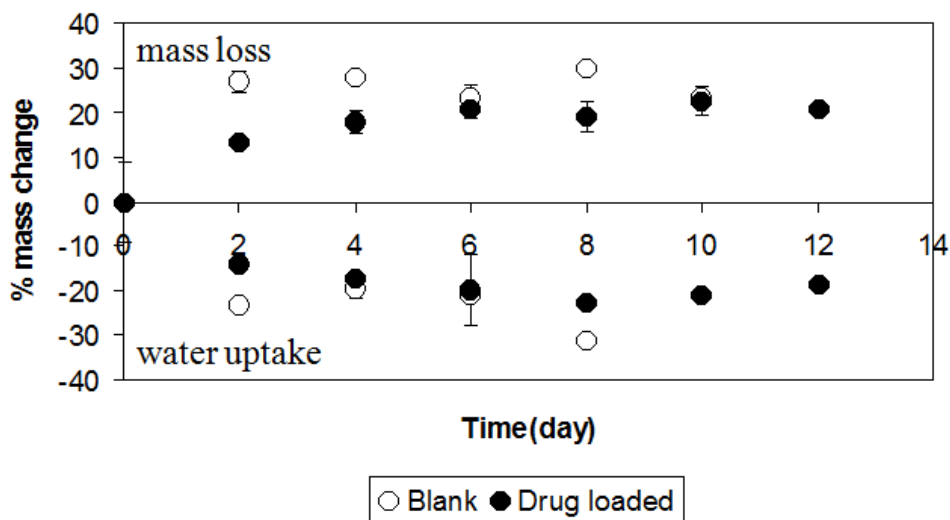 40
mass loss
30
20
10
0
0 2 4 6 8 10 12 14
-10
-20
-30
water uptake
-40
% mass change
Time(day)
Blank Drug loaded